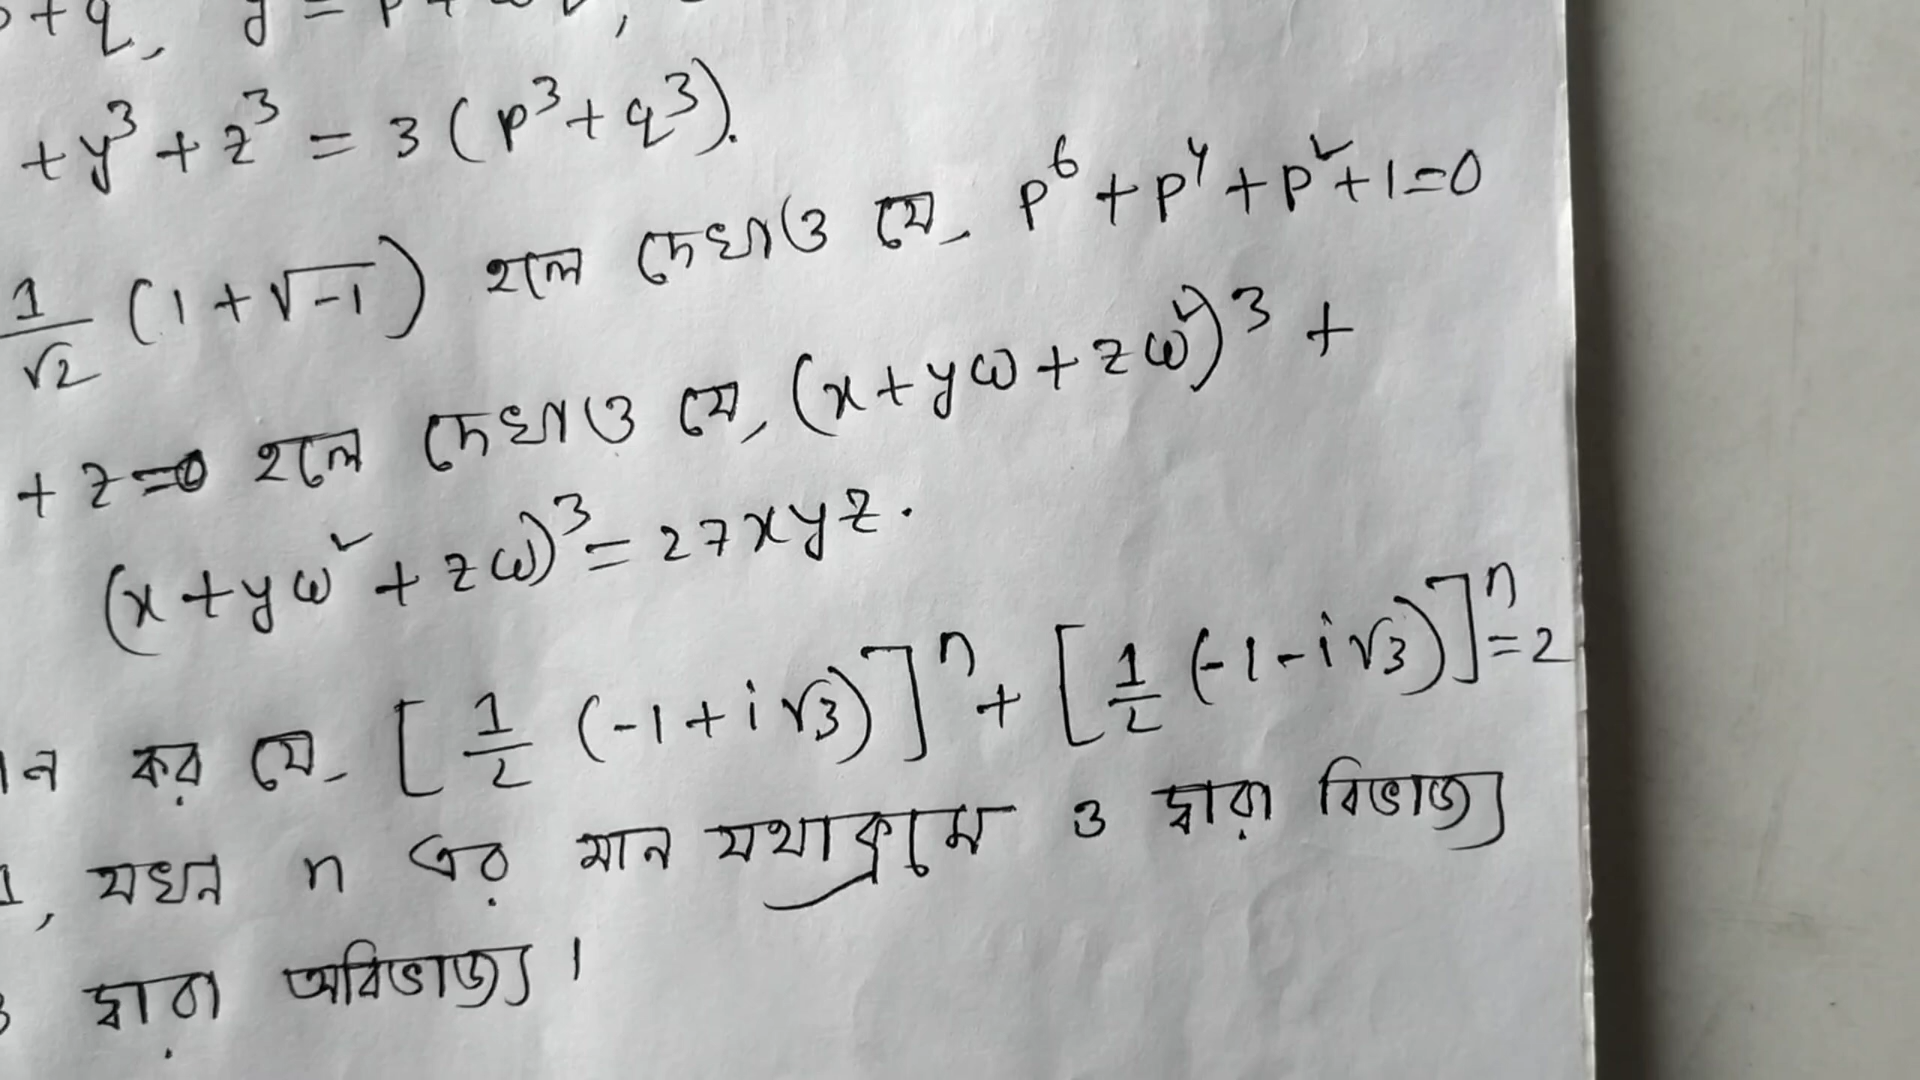 + q, y = p + ω
+ y³ + z³ = 3 (p³ + q³).
1/√2 (1 + √-1) হলে দেখাও যে, p⁶ + p⁴ + p² + 1 = 0
+ z = 0 হলে দেখাও যে, (x + yω + zω²)³ +
(x + yω² + zω)³ = 27xyz.
কর যে, [1/2 (-1 + i√3)]ⁿ + [1/2 (-1 - i√3)]ⁿ = 2
1, যখন n এর মান যথাক্রমে ৩ দ্বারা বিভাজ্য
দ্বারা অবিভাজ্য।